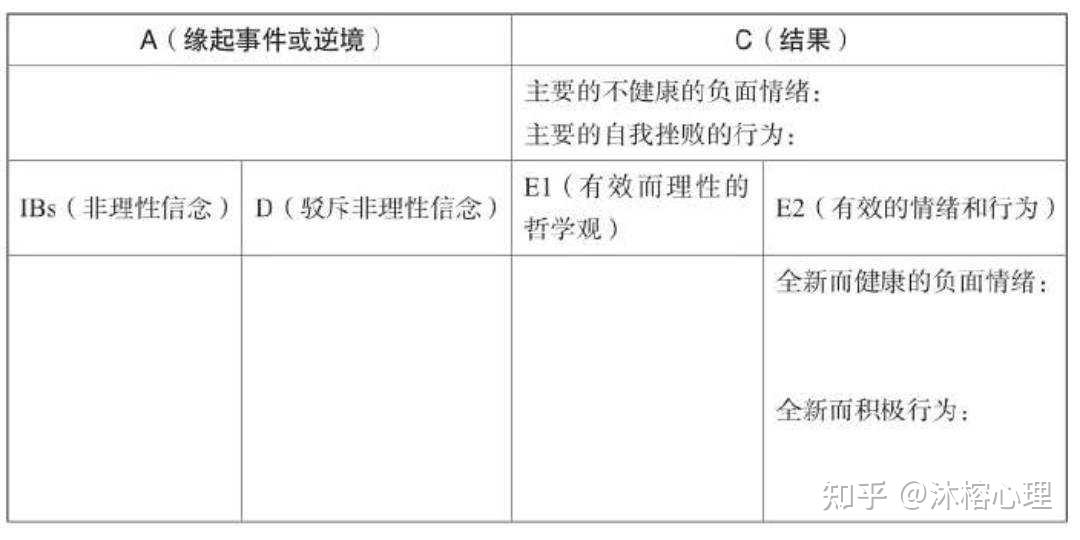 A（缘起事件或逆境）
C（结果）
主要的不健康的负面情绪：
主要的自我挫败的行为：
IBs（非理性信念）
D（驳斥非理性信念）
E1（有效而理性的
哲学观）
E2（有效的情绪和行为）
全新而健康的负面情绪：
全新而积极行为：
知乎 @沐榕心理